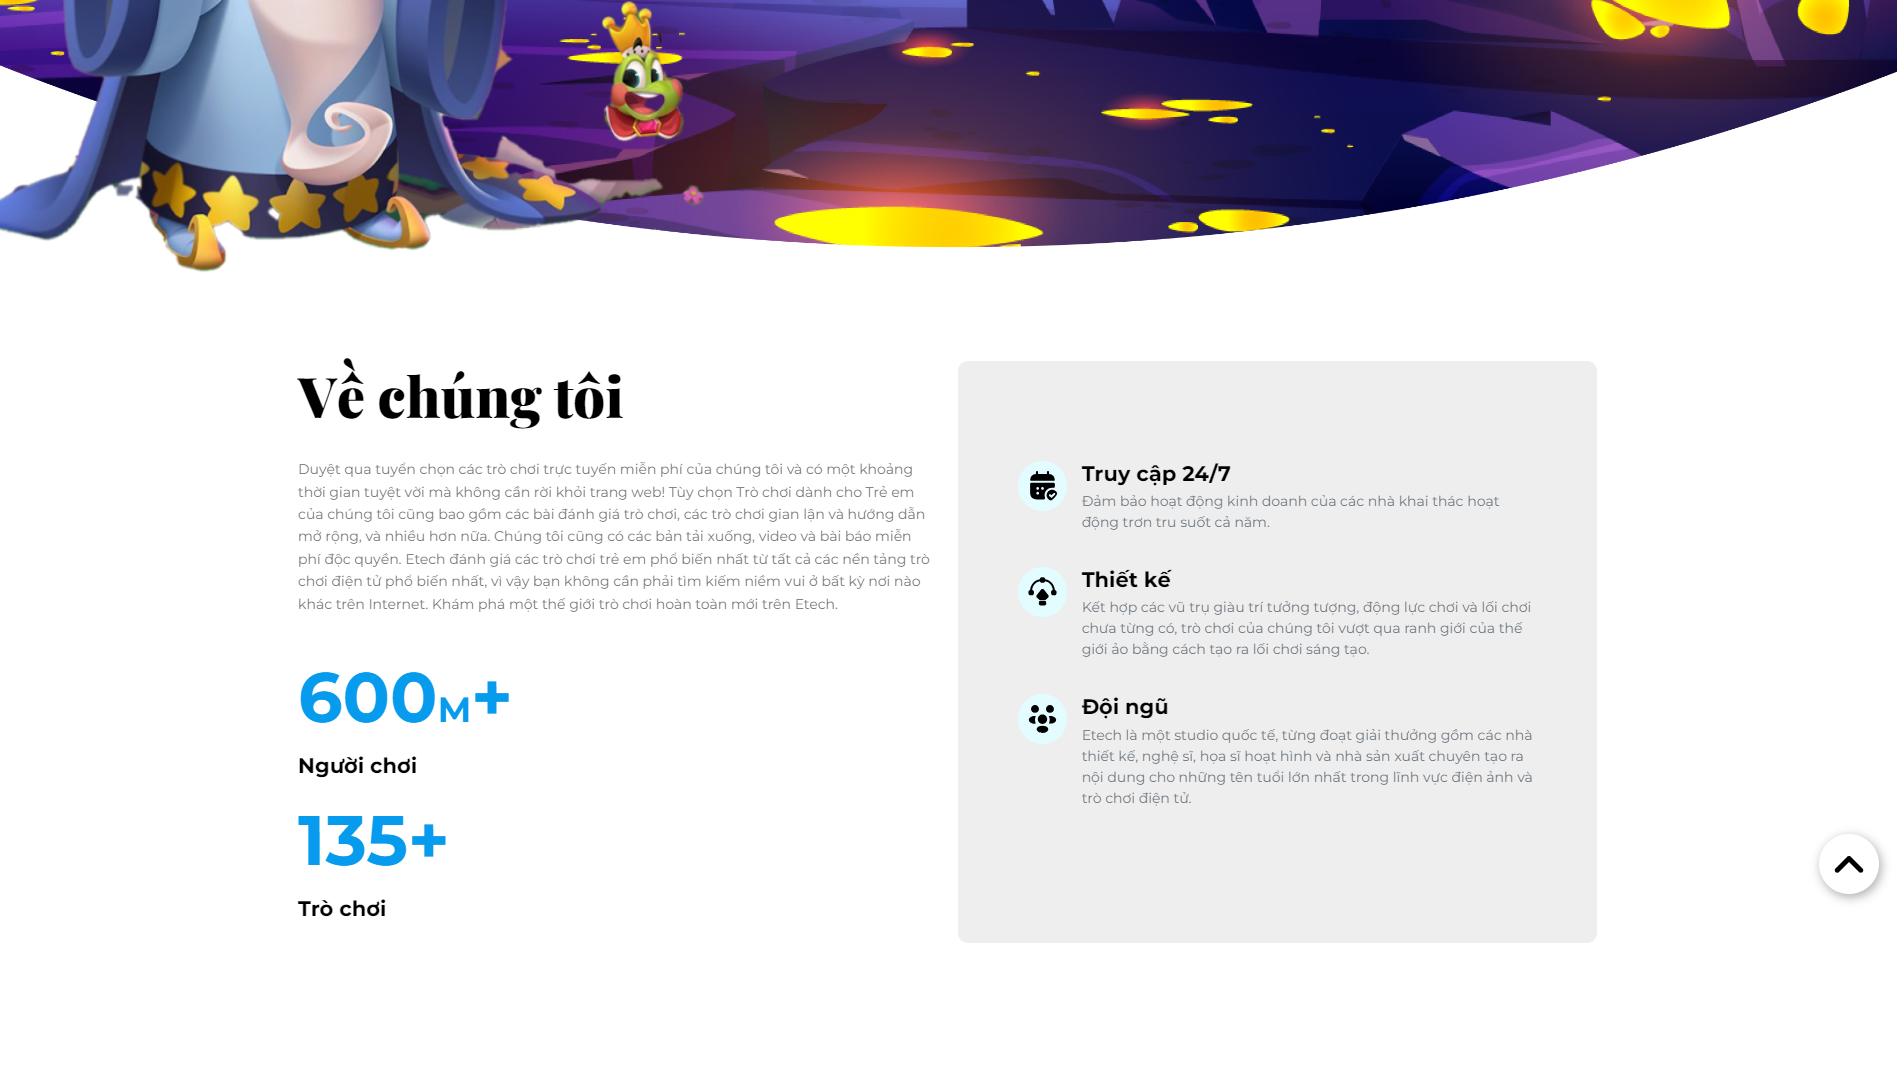 Về chúng tôi
Duyệt qua tuyển chọn các trò chơi trực tuyến miễn phí của chúng tôi và có một khoảng
thời gian tuyệt vời mà không cần rời khỏi trang web! Tùy chọn Trò chơi dành cho Trẻ em
của chúng tôi cũng bao gồm các bài đánh giá trò chơi, các trò chơi gian lận và hướng dẫn
mở rộng, và nhiều hơn nữa. Chúng tôi cũng có các bản tải xuống, video và bài báo miễn
phí độc quyền. Etech đánh giá các trò chơi trẻ em phổ biến nhất từ tất cả các nền tảng trò
chơi điện tử phổ biến nhất, vì vậy bạn không cần phải tìm kiếm niềm vui ở bất kỳ nơi nào
khác trên Internet. Khám phá một thế giới trò chơi hoàn toàn mới trên Etech.
600M+
Người chơi
135+
Trò chơi
Truy cập 24/7
Đảm bảo hoạt động kinh doanh của các nhà khai thác hoạt
động trơn tru suốt cả năm.
Thiết kế
Kết hợp các vũ trụ giàu trí tưởng tượng, động lực chơi và lối chơi
chưa từng có, trò chơi của chúng tôi vượt qua ranh giới của thế
giới ảo bằng cách tạo ra lối chơi sáng tạo.
Đội ngũ
Etech là một studio quốc tế, từng đoạt giải thưởng gồm các nhà
thiết kế, nghệ sĩ, họa sĩ hoạt hình và nhà sản xuất chuyên tạo ra
nội dung cho những tên tuổi lớn nhất trong lĩnh vực điện ảnh và
trò chơi điện tử.